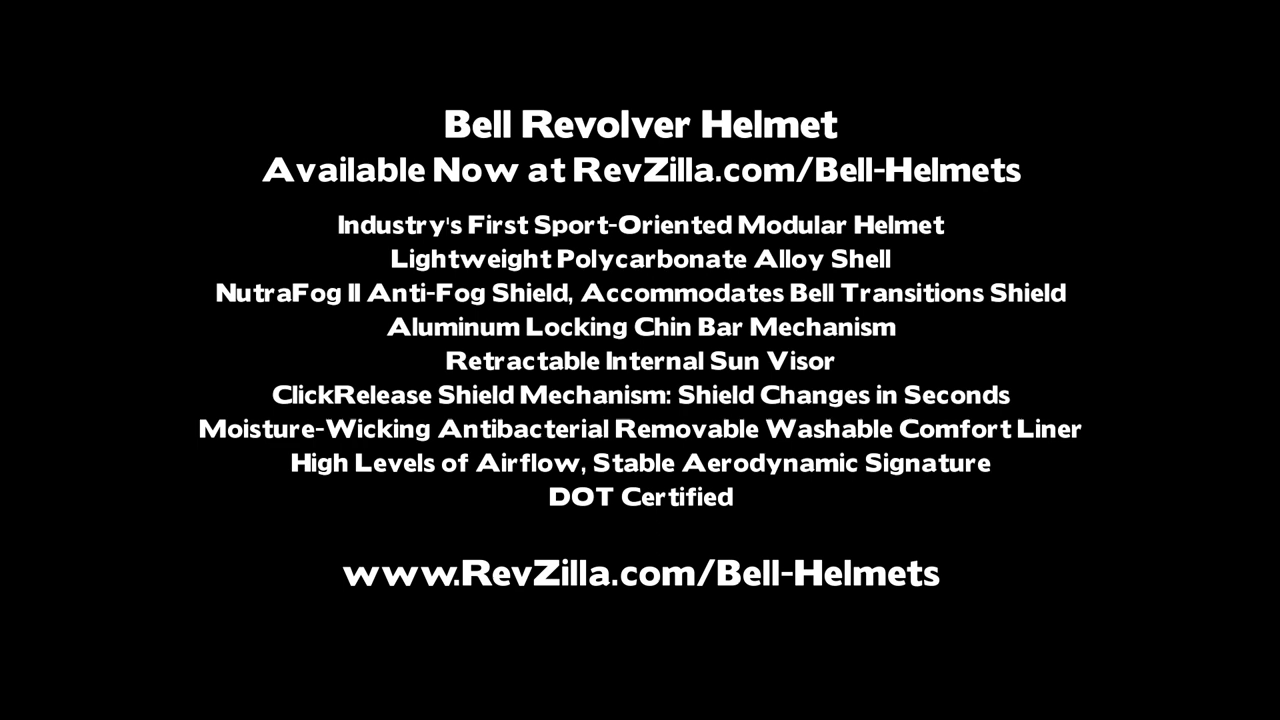 Bell Revolver Helmet
Available Now at RevZilla.com/Bell-Helmets
Industry's First Sport-Oriented Modular Helmet
Lightweight Polycarbonate Alloy Shell
NutraFog II Anti-Fog Shield, Accommodates Bell Transitions Shield
Aluminum Locking Chin Bar Mechanism
Retractable Internal Sun Visor
ClickRelease Shield Mechanism: Shield Changes in Seconds
Moisture-Wicking Antibacterial Removable Washable Comfort Liner
High Levels of Airflow, Stable Aerodynamic Signature
DOT Certified
www.RevZilla.com/Bell-Helmets